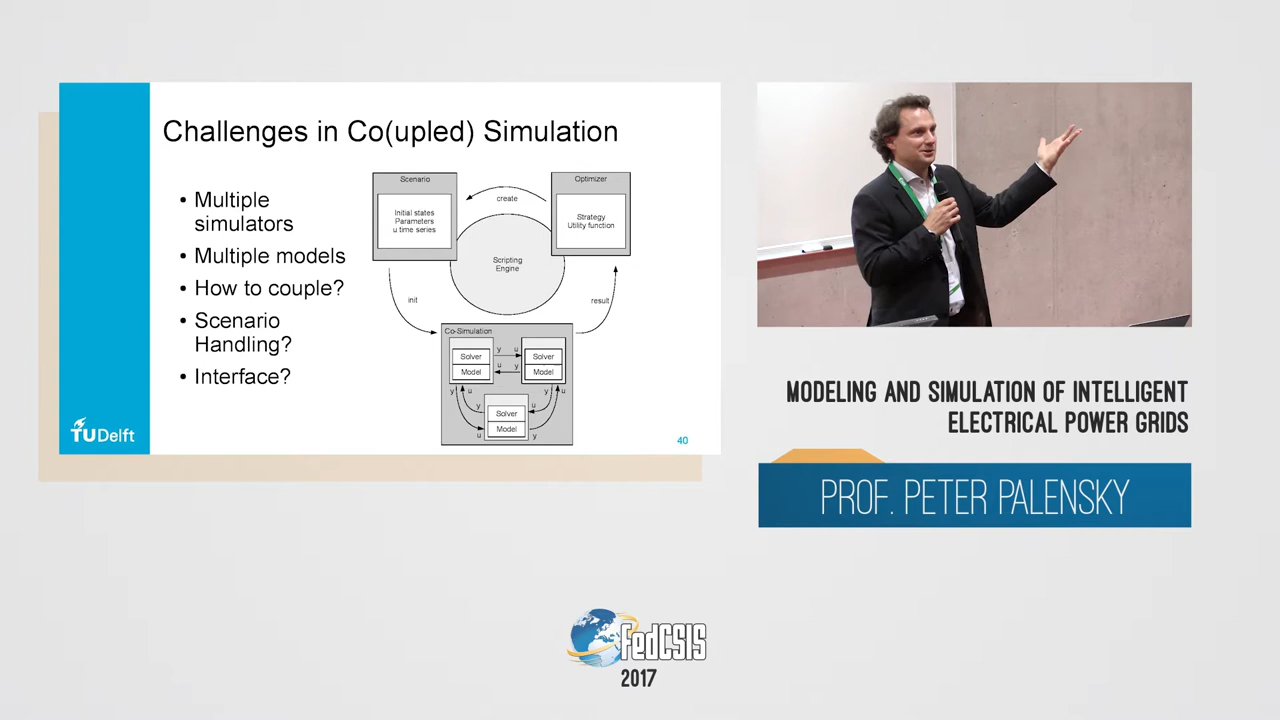 Challenges in Co(upled) Simulation
• Multiple
simulators
• Multiple models
• How to couple?
• Scenario
Handling?
• Interface?
Scenario
Initial states
Parameters
u time series
create
Optimizer
Strategy
Utility function
Scripting
Engine
init
result
Co-Simulation
Solver
Model
y
u
u
y
Solver
Model
y
u
y
u
u
y
y
u
Solver
Model
TU Delft
40
MODELING AND SIMULATION OF INTELLIGENT
ELECTRICAL POWER GRIDS
PROF. PETER PALENSKY
FedCSIS
2017